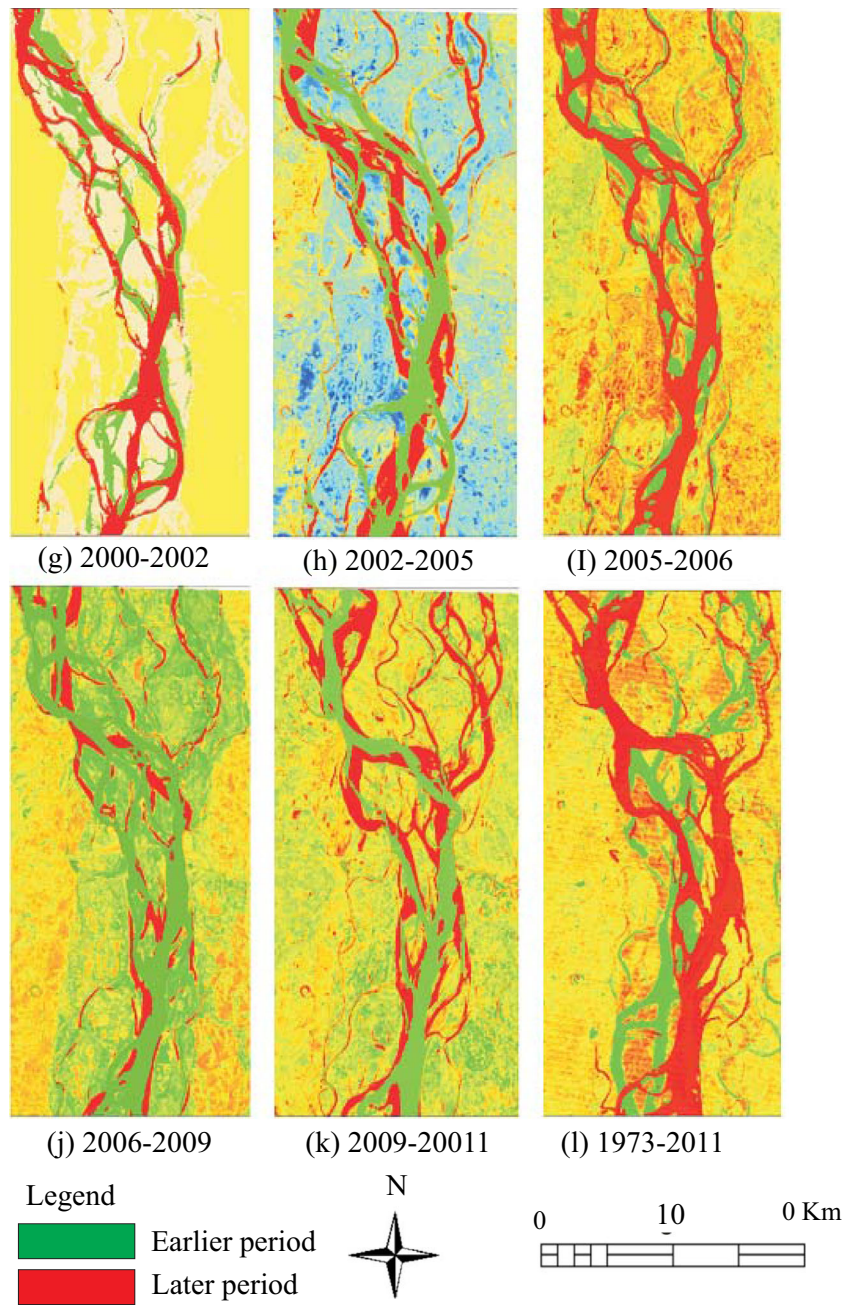 (g) 2000-2002 (h) 2002-2005 (I) 2005-2006
(j) 2006-2009 (k) 2009-20011 (l) 1973-2011
Legend
Earlier period
Later period
N
0 10 0 Km